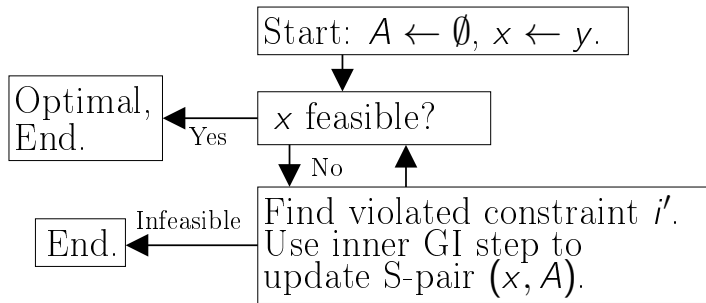 Start: A ← ∅, x ← y.
Optimal,
End.
x feasible?
Yes
No
Infeasible
End.
Find violated constraint i′.
Use inner GI step to
update S-pair (x, A).